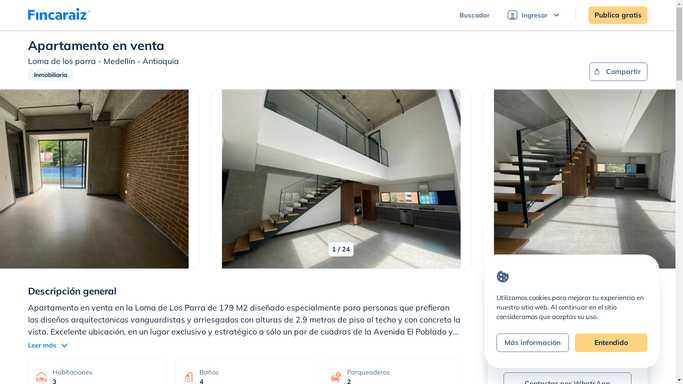 Fincaraiz
Buscador
Ingresar
Publica gratis
Apartamento en venta
Loma de los parra - Medellín - Antioquia
Inmobiliaria
Compartir
1 / 24
Descripción general
Apartamento en venta en la Loma de Los Parra de 179 M2 diseñado especialmente para personas que prefieran
los diseños arquitectonicos vanguardistas y arriesgados con alturas de 2.9 metros de piso al techo y con concreto la
vista. Excelente ubicación, en un lugar exclusivo y estratégico a sólo un par de cuadras de la Avenida El Poblado y...
Leer más
Habitaciones
3
Baños
4
Parqueaderos
2
Utilizamos cookies para mejorar tu experiencia en
nuestro sitio web. Al continuar en el sitio
consideramos que aceptas su uso.
Más información
Entendido
Contactar por WhatsApp